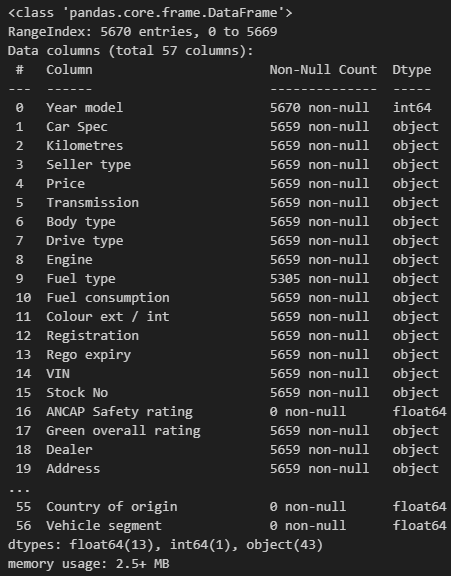 <class 'pandas.core.frame.DataFrame'>
RangeIndex: 5670 entries, 0 to 5669
Data columns (total 57 columns):
 #   Column                  Non-Null Count  Dtype
---  ------                  --------------  -----
 0   Year model              5670 non-null   int64
 1   Car Spec                5659 non-null   object
 2   Kilometres              5659 non-null   object
 3   Seller type             5659 non-null   object
 4   Price                   5659 non-null   object
 5   Transmission            5659 non-null   object
 6   Body type               5659 non-null   object
 7   Drive type              5659 non-null   object
 8   Engine                  5659 non-null   object
 9   Fuel type               5305 non-null   object
 10  Fuel consumption        5659 non-null   object
 11  Colour ext / int        5659 non-null   object
 12  Registration            5659 non-null   object
 13  Rego expiry             5659 non-null   object
 14  VIN                     5659 non-null   object
 15  Stock No                5659 non-null   object
 16  ANCAP Safety rating     0 non-null      float64
 17  Green overall rating    5659 non-null   object
 18  Dealer                  5659 non-null   object
 19  Address                 5659 non-null   object
...
 55  Country of origin       0 non-null      float64
 56  Vehicle segment         0 non-null      float64
dtypes: float64(13), int64(1), object(43)
memory usage: 2.5+ MB